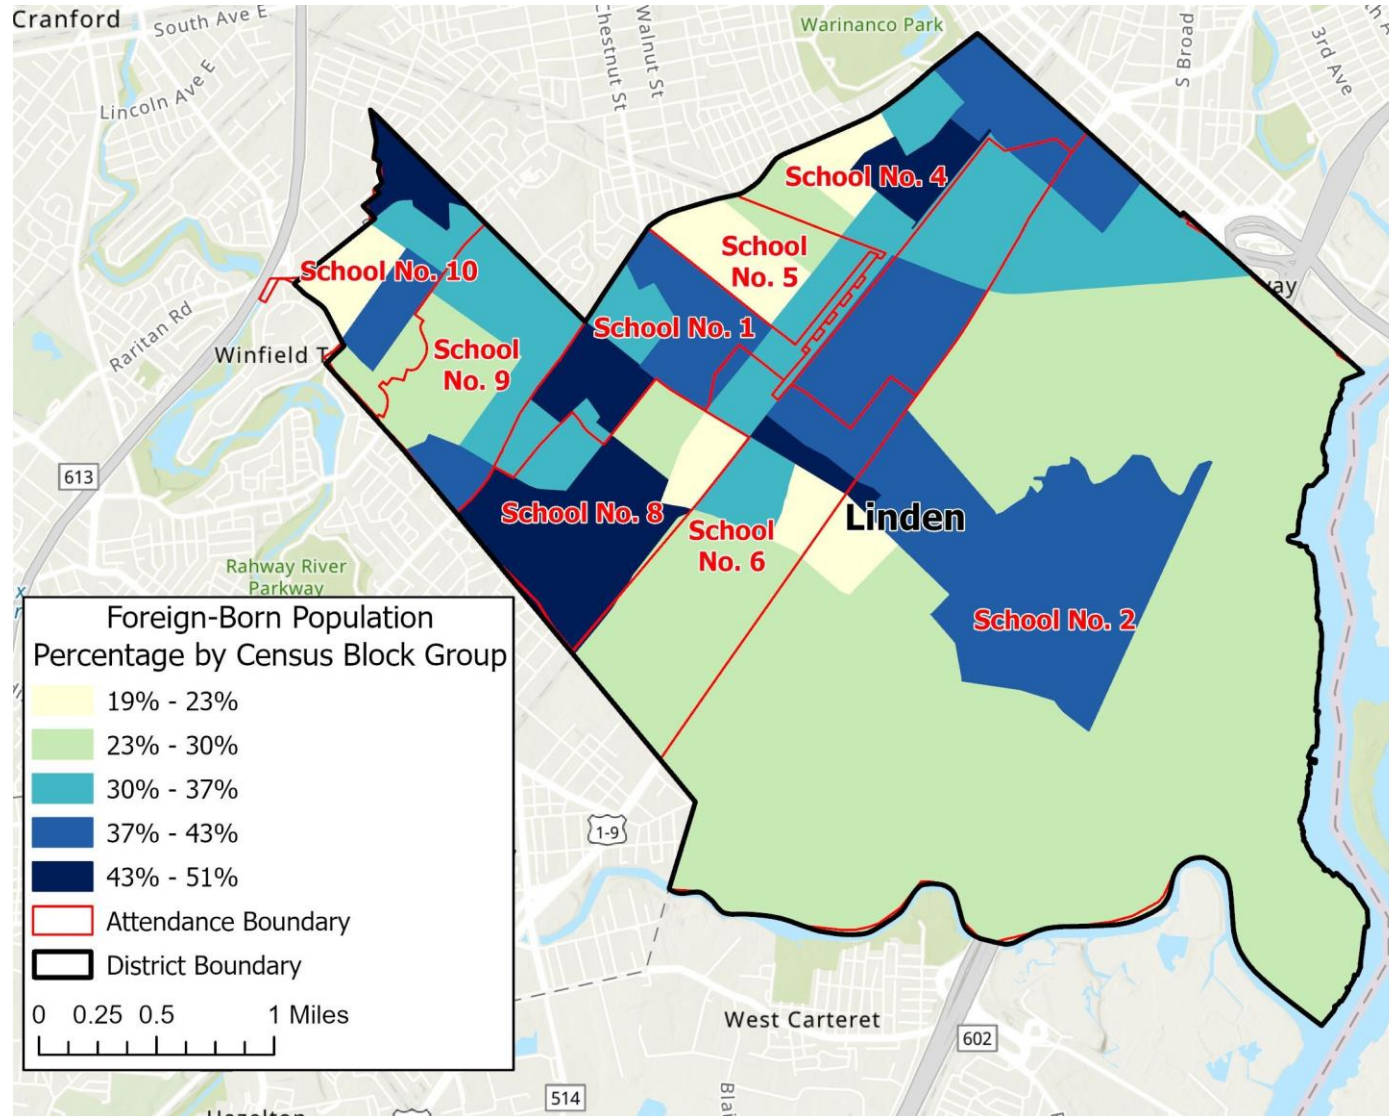 Cranford
South Ave E
Lincoln Ave E
Chestnut St
Walnut St
Warinanco Park
S Broad
3rd Ave
School No. 4
School
No. 5
School No. 10
School No. 1
School
No. 9
Raritan Rd
Winfield T
way
613
School No. 8
School
No. 6
Linden
School No. 2
Rahway River
Parkway
Foreign-Born Population
Percentage by Census Block Group
19% - 23%
23% - 30%
30% - 37%
37% - 43%
43% - 51%
Attendance Boundary
District Boundary
0 0.25 0.5 1 Miles
1-9
West Carteret
602
514